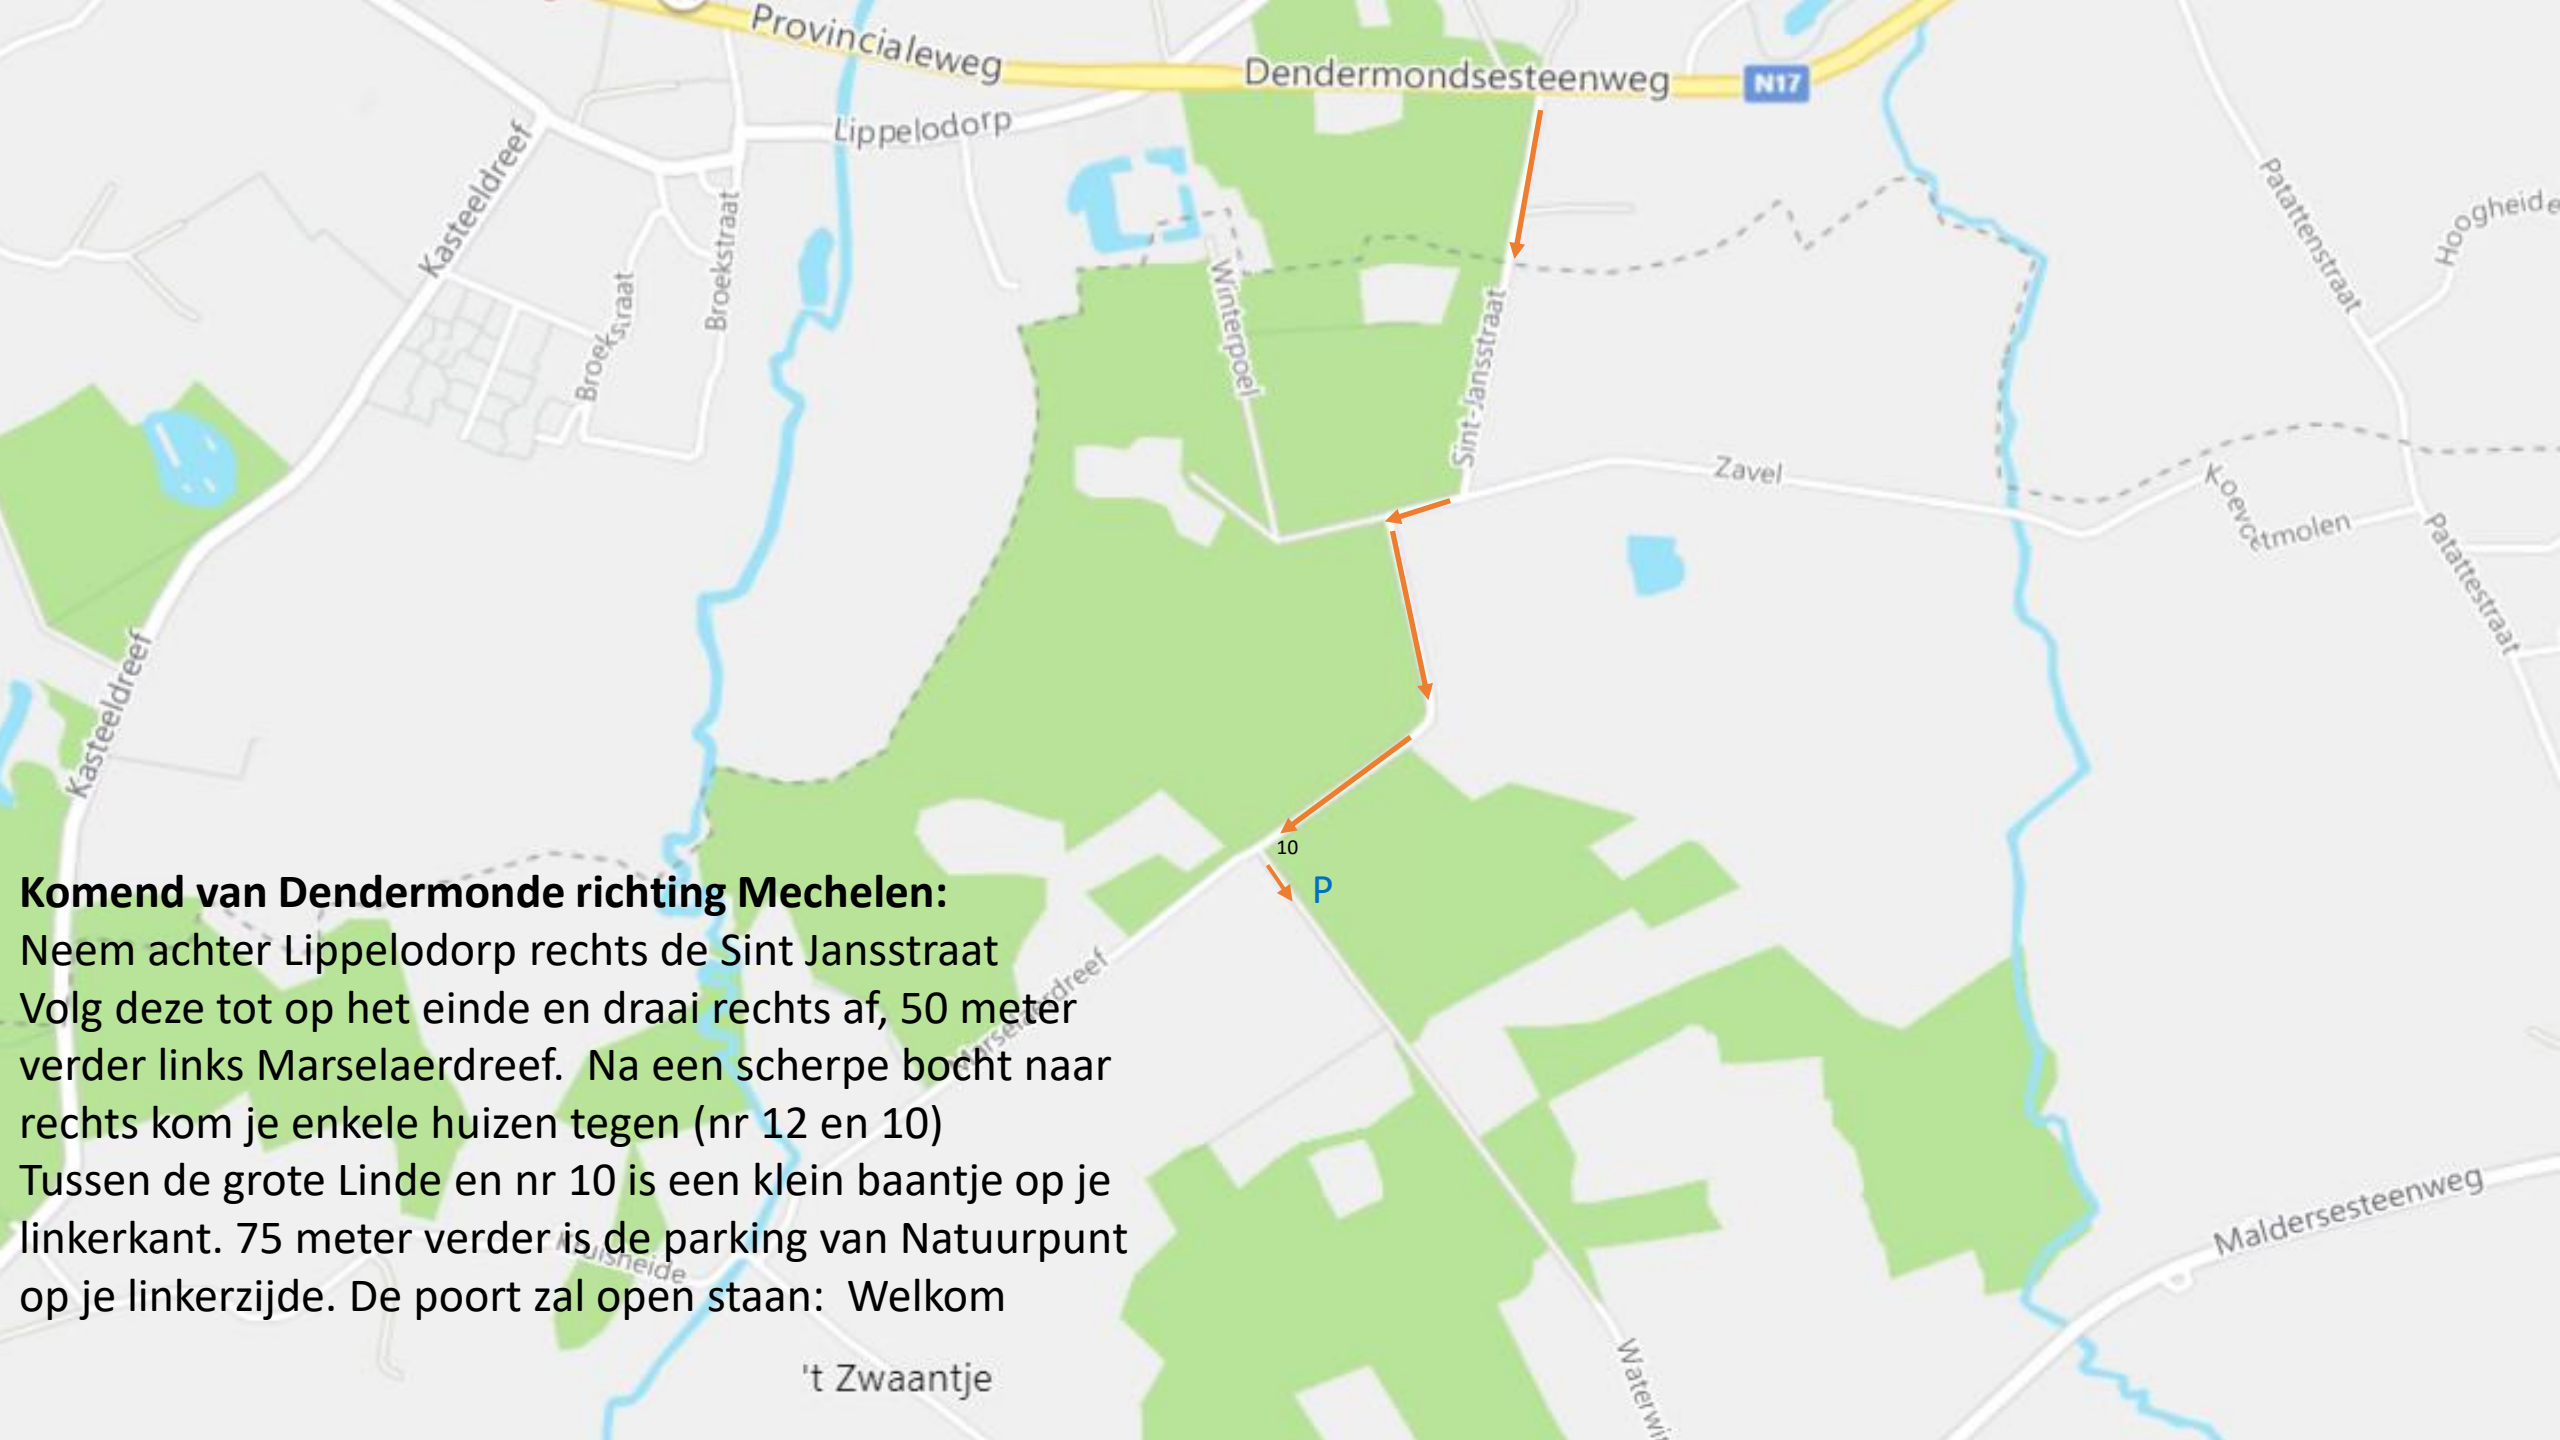 Provincialeweg
Dendermondsesteenweg
N17
Lippelodorp
Kasteeldreef
Broekstraat
Broekstraat
Winterpoel
Sint-Jansstraat
Patattenstraat
Hoogheide
Zavel
Koevoetmolen
Patattestraat
Kasteeldreef
10
P
Komend van Dendermonde richting Mechelen:
Neem achter Lippelodorp rechts de Sint Jansstraat
Volg deze tot op het einde en draai rechts af, 50 meter
verder links Marselaerdreef. Na een scherpe bocht naar
rechts kom je enkele huizen tegen (nr 12 en 10)
Tussen de grote Linde en nr 10 is een klein baantje op je
linkerkant. 75 meter verder is de parking van Natuurpunt
op je linkerzijde. De poort zal open staan: Welkom
Marselaerdreef
Kruisheide
Maldersesteenweg
't Zwaantje